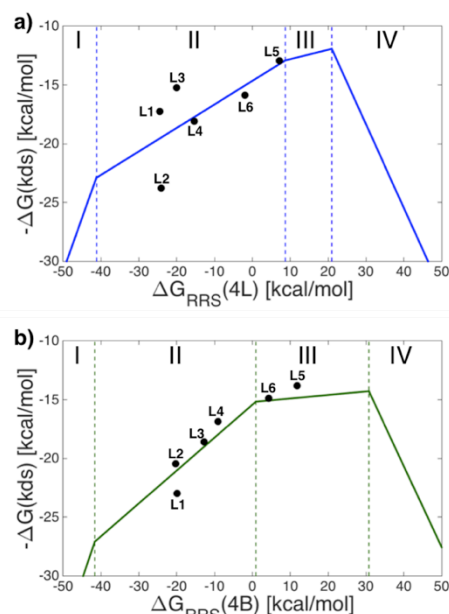 a)
I II III IV
-10
-15
-20
-25
-30
-ΔG(kds) [kcal/mol]
L5
L3
L6
L1
L4
L2
-50 -40 -30 -20 -10 0 10 20 30 40 50
ΔG_RRS(4L) [kcal/mol]
b)
I II III IV
-10
-15
-20
-25
-30
-ΔG(kds) [kcal/mol]
L5
L6
L4
L3
L2
L1
-50 -40 -30 -20 -10 0 10 20 30 40 50
ΔG_RRS(4B) [kcal/mol]